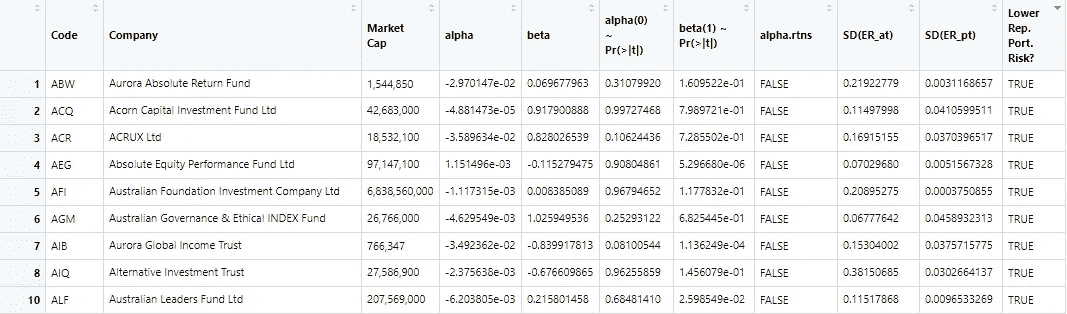 Code Company Market Cap alpha beta alpha(0) ~ Pr(>|t|) beta(1) ~ Pr(>|t|) alpha.rtns SD(ER_at) SD(ER_pt) Lower Rep. Port. Risk?
1 ABW Aurora Absolute Return Fund 1,544,850 -2.970147e-02 0.069677963 0.31079920 1.609522e-01 FALSE 0.21922779 0.0031168657 TRUE
2 ACQ Acorn Capital Investment Fund Ltd 42,683,000 -4.881473e-05 0.917900888 0.99727468 7.989721e-01 FALSE 0.11497998 0.0410599511 TRUE
3 ACR ACRUX Ltd 18,532,100 -3.589634e-02 0.828026539 0.10624436 7.285502e-01 FALSE 0.16915155 0.0370396517 TRUE
4 AEG Absolute Equity Performance Fund Ltd 97,147,100 1.151496e-03 -0.115279475 0.90804861 5.296680e-06 FALSE 0.07029680 0.0051567328 TRUE
5 AFI Australian Foundation Investment Company Ltd 6,838,560,000 -1.117315e-03 0.008385089 0.96794652 1.177832e-01 FALSE 0.20895275 0.0003750855 TRUE
6 AGM Australian Governance & Ethical INDEX Fund 26,766,000 -4.629549e-03 1.025949536 0.25293122 6.825445e-01 FALSE 0.06777642 0.0458932313 TRUE
7 AIB Aurora Global Income Trust 766,347 -3.492362e-02 -0.839917813 0.08100544 1.136249e-04 FALSE 0.15304002 0.0375715775 TRUE
8 AIQ Alternative Investment Trust 27,586,900 -2.375638e-03 -0.676609865 0.96255859 1.456079e-01 FALSE 0.38150685 0.0302664137 TRUE
10 ALF Australian Leaders Fund Ltd 207,569,000 -6.203805e-03 0.215801458 0.68481410 2.598549e-02 FALSE 0.11517868 0.0096533269 TRUE